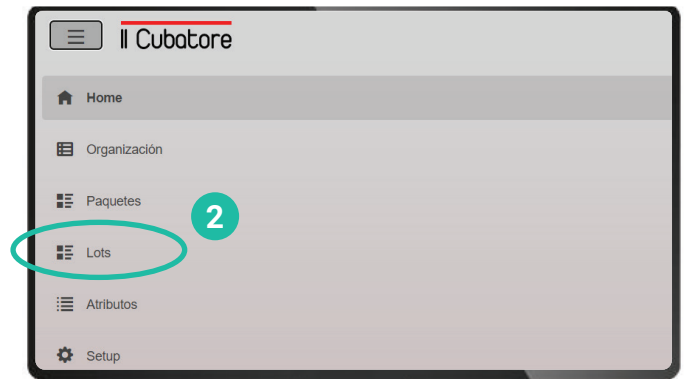 Il Cubatore
Home
Organización
Paquetes
2
Lots
Atributos
Setup